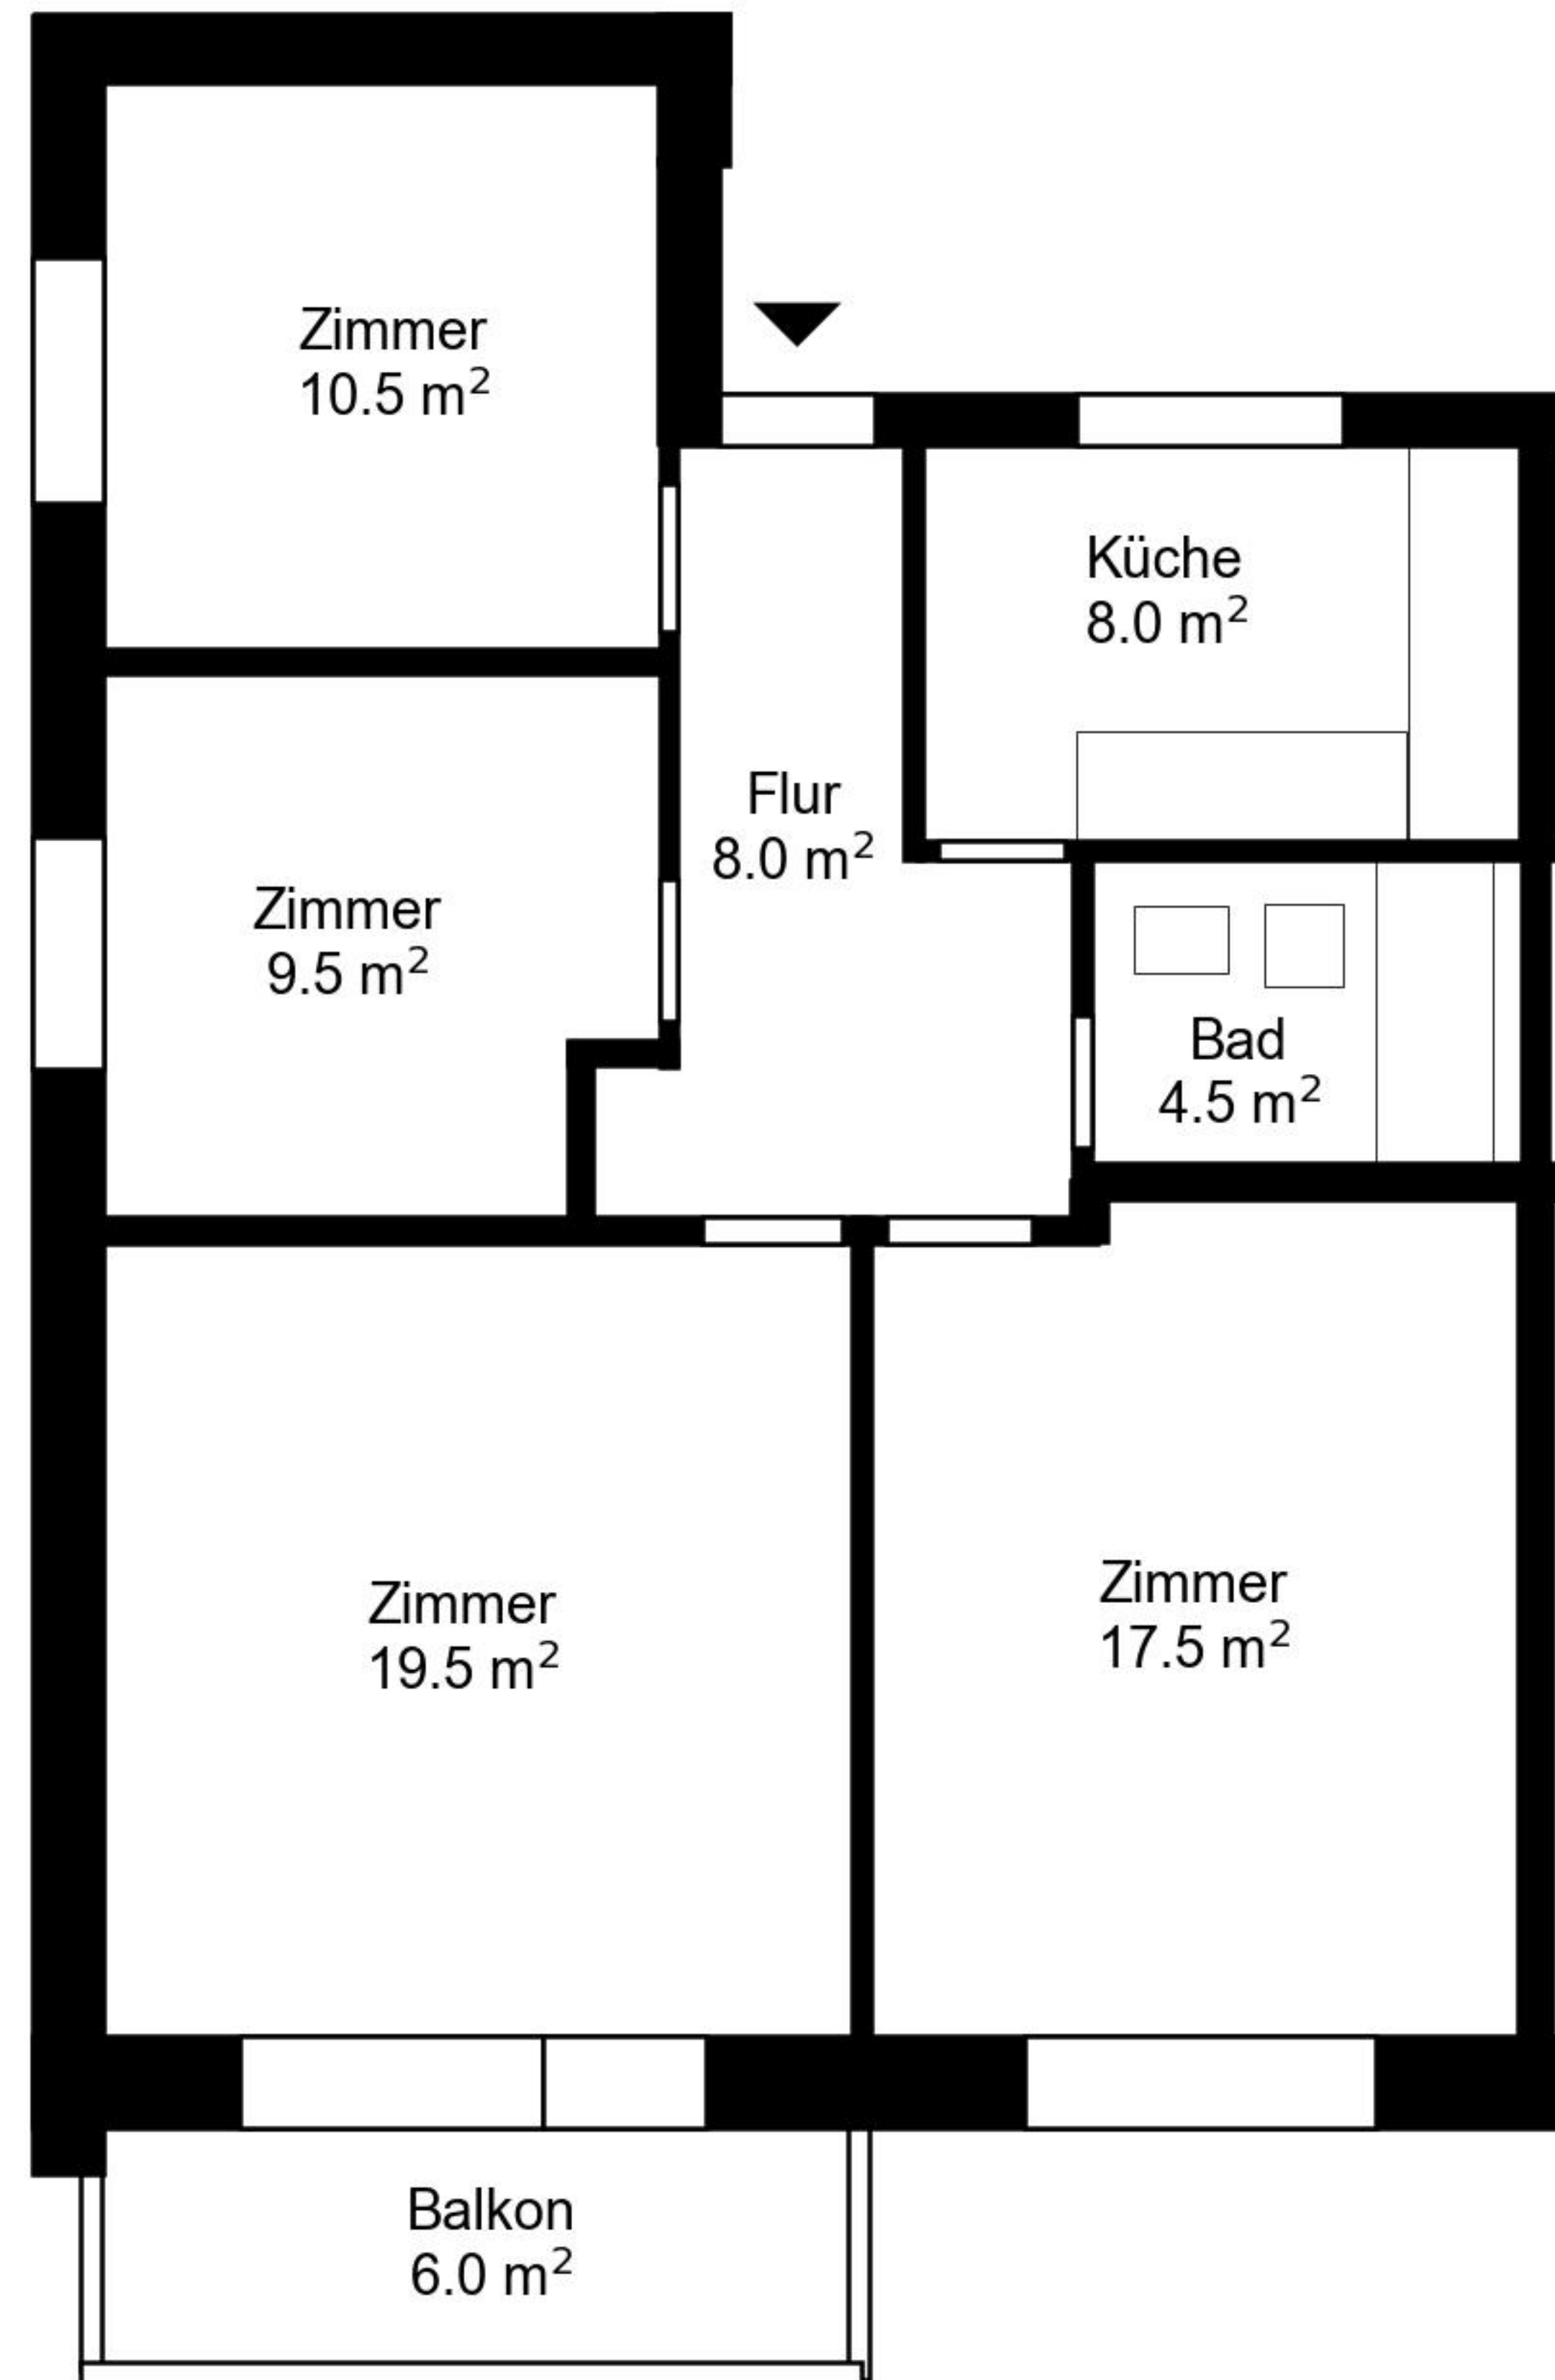 Zimmer
10.5 m²
Küche
8.0 m²
Flur
8.0 m²
Zimmer
9.5 m²
Bad
4.5 m²
Zimmer
19.5 m²
Zimmer
17.5 m²
Balkon
6.0 m²